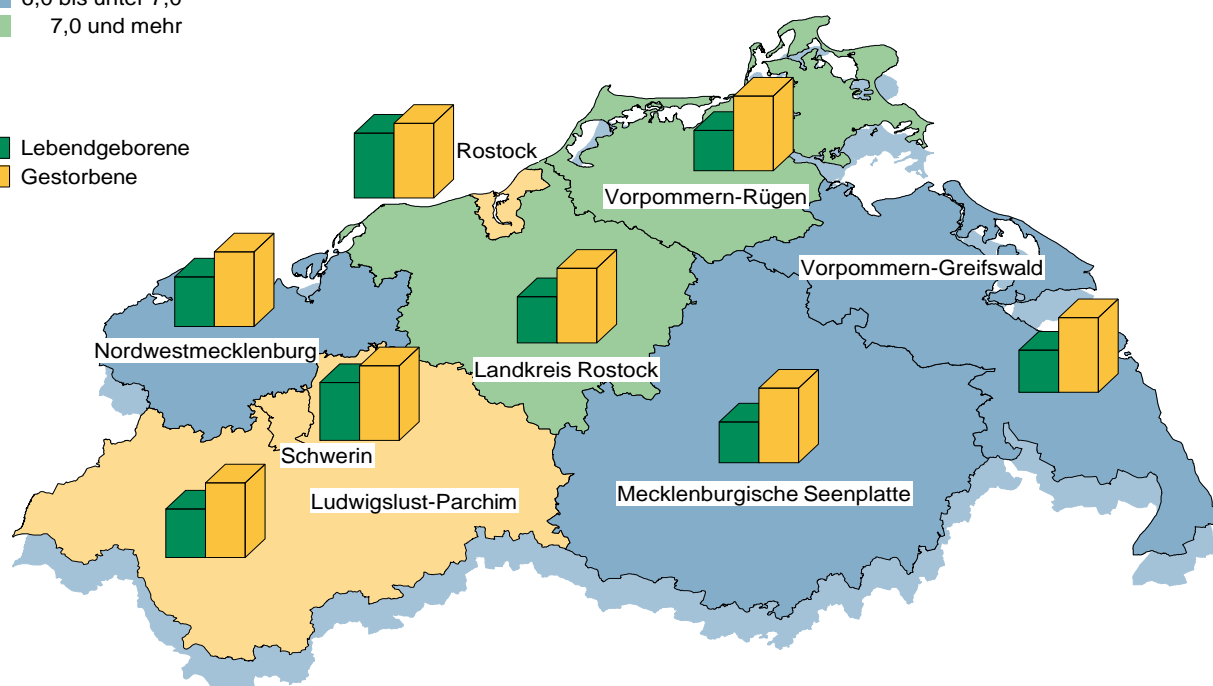 7,0 und mehr
Lebendgeborene
Gestorbene
Rostock
Vorpommern-Rügen
Vorpommern-Greifswald
Nordwestmecklenburg
Landkreis Rostock
Schwerin
Mecklenburgische Seenplatte
Ludwigslust-Parchim